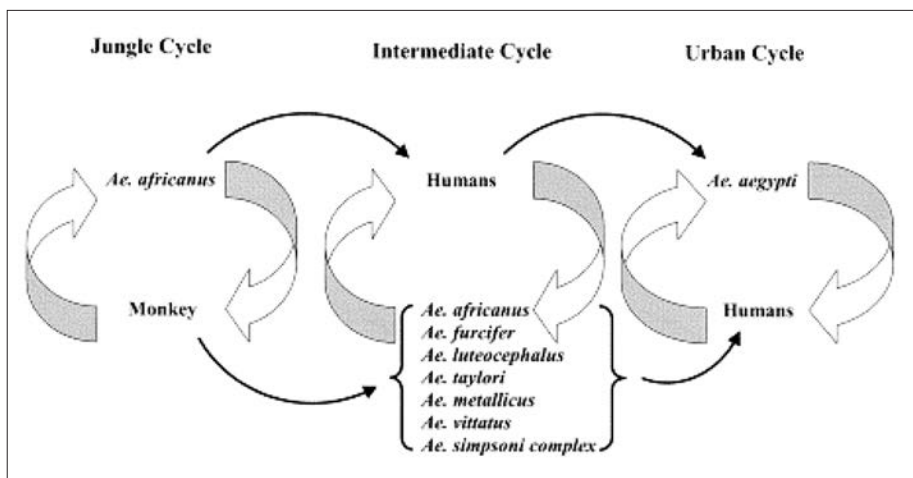 Jungle Cycle
Intermediate Cycle
Urban Cycle
Ae. africanus
Humans
Ae. aegypti
Monkey
Ae. africanus
Ae. furcifer
Ae. luteocephalus
Ae. taylori
Ae. metallicus
Ae. vittatus
Ae. simpsoni complex
Humans